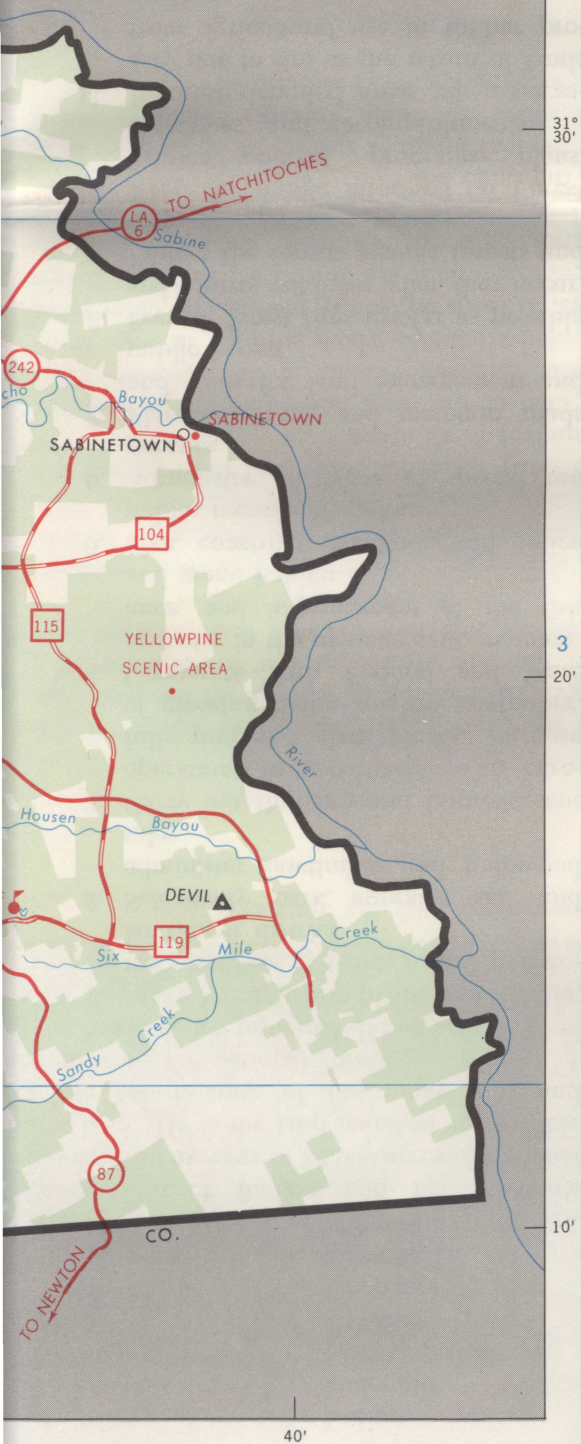 31°
30'
TO NATCHITOCHES
LA.
6
Sabine
242
cho
Bayou
SABINETOWN
SABINETOWN
104
115
YELLOWPINE
SCENIC AREA
3
20'
River
Housen
Bayou
DEVIL
119
Six
Mile
Creek
Sandy
Creek
87
CO.
10'
TO NEWTON
40'